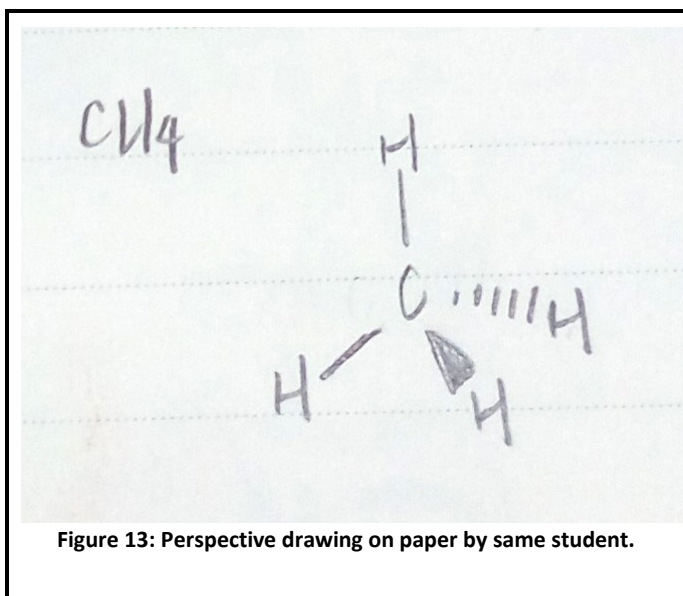 CH4
H
C H
H
H
Figure 13: Perspective drawing on paper by same student.